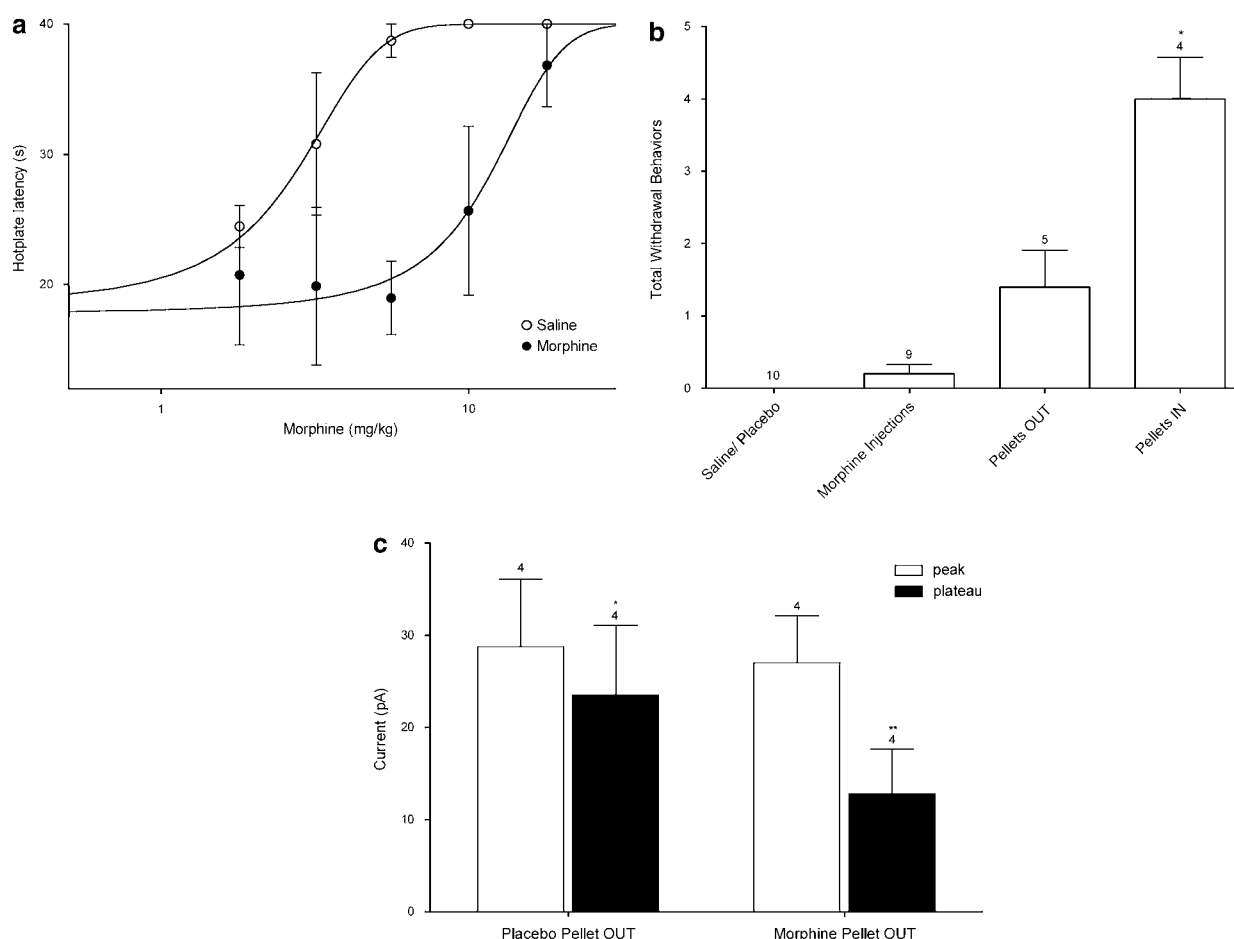 a
40
30
20
Hotplate latency (s)
Saline
Morphine
1
10
Morphine (mg/kg)
b
5
4
3
2
1
0
Total Withdrawal Behaviors
10
9
5
*
4
Saline/ Placebo
Morphine Injections
Pellets OUT
Pellets IN
c
40
30
20
10
0
Current (pA)
peak
plateau
4
*
4
4
**
4
Placebo Pellet OUT
Morphine Pellet OUT